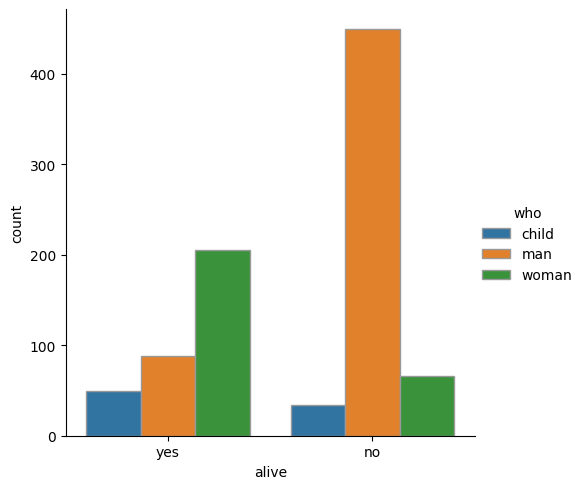 count
400
300
200
100
0
yes
no
alive
who
child
man
woman